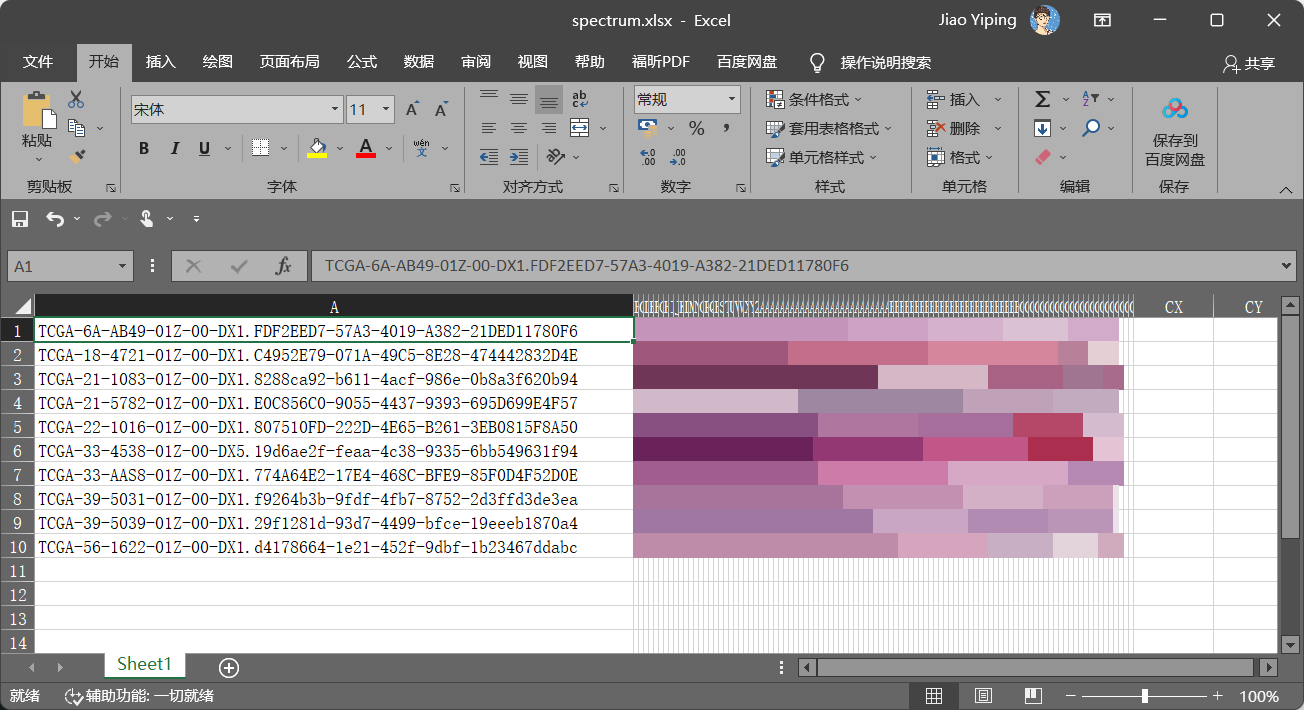 spectrum.xlsx - Excel
Jiao Yiping
文件 开始 插入 绘图 页面布局 公式 数据 审阅 视图 帮助 福昕PDF 百度网盘 操作说明搜索 共享
宋体 11 常规 条件格式 插入
粘贴 套用表格格式 删除 保存到
B I U A wén 文 单元格样式 格式 百度网盘
剪贴板 字体 对齐方式 数字 样式 单元格 编辑 保存
A1 fx TCGA-6A-AB49-01Z-00-DX1.FDF2EED7-57A3-4019-A382-21DED11780F6
A CX CY
1 TCGA-6A-AB49-01Z-00-DX1.FDF2EED7-57A3-4019-A382-21DED11780F6
2 TCGA-18-4721-01Z-00-DX1.C4952E79-071A-49C5-8E28-474442832D4E
3 TCGA-21-1083-01Z-00-DX1.8288ca92-b611-4acf-986e-0b8a3f620b94
4 TCGA-21-5782-01Z-00-DX1.E0C856C0-9055-4437-9393-695D699E4F57
5 TCGA-22-1016-01Z-00-DX1.807510FD-222D-4E65-B261-3EB0815F8A50
6 TCGA-33-4538-01Z-00-DX5.19d6ae2f-feaa-4c38-9335-6bb549631f94
7 TCGA-33-AAS8-01Z-00-DX1.774A64E2-17E4-468C-BFE9-85F0D4F52D0E
8 TCGA-39-5031-01Z-00-DX1.f9264b3b-9fdf-4fb7-8752-2d3ffd3de3ea
9 TCGA-39-5039-01Z-00-DX1.29f1281d-93d7-4499-bfce-19eeeb1870a4
10 TCGA-56-1622-01Z-00-DX1.d4178664-1e21-452f-9dbf-1b23467ddabc
11
12
13
14
Sheet1
就绪 辅助功能: 一切就绪 100%